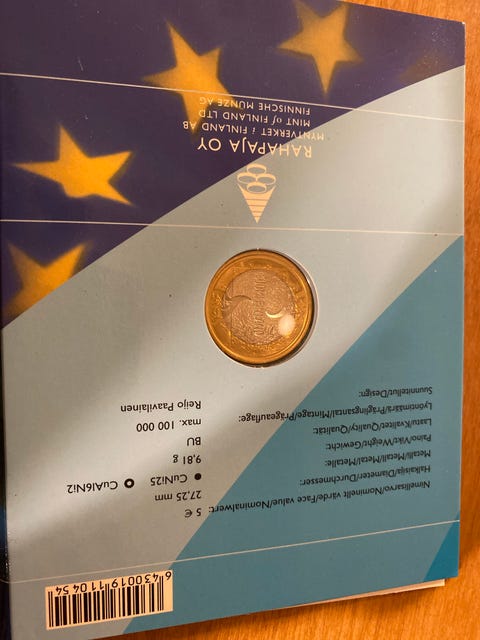 6 430019 110454
Nimellisarvo/Nominellt värde/Face value/Nominalwert: 5 €
Halkaisija/Diameter/Durchmesser: 27,25 mm
Metalli/Metall/Metal/Metalle: ● CuNi25 ○ CuAl6Ni2
Paino/Vikt/Weight/Gewicht: 9,81 g
Laatu/Kvalitet/Quality/Qualität: BU
Lyöntimäärä/Präglingsantal/Mintage/Prägeauflage: max. 100 000
Suunnittelut/Design: Reijo Paavilainen
RAHAPAJA OY
MYNTVERKET i FINLAND AB
MINT of FINLAND LTD
FINNISCHE MÜNZE AG